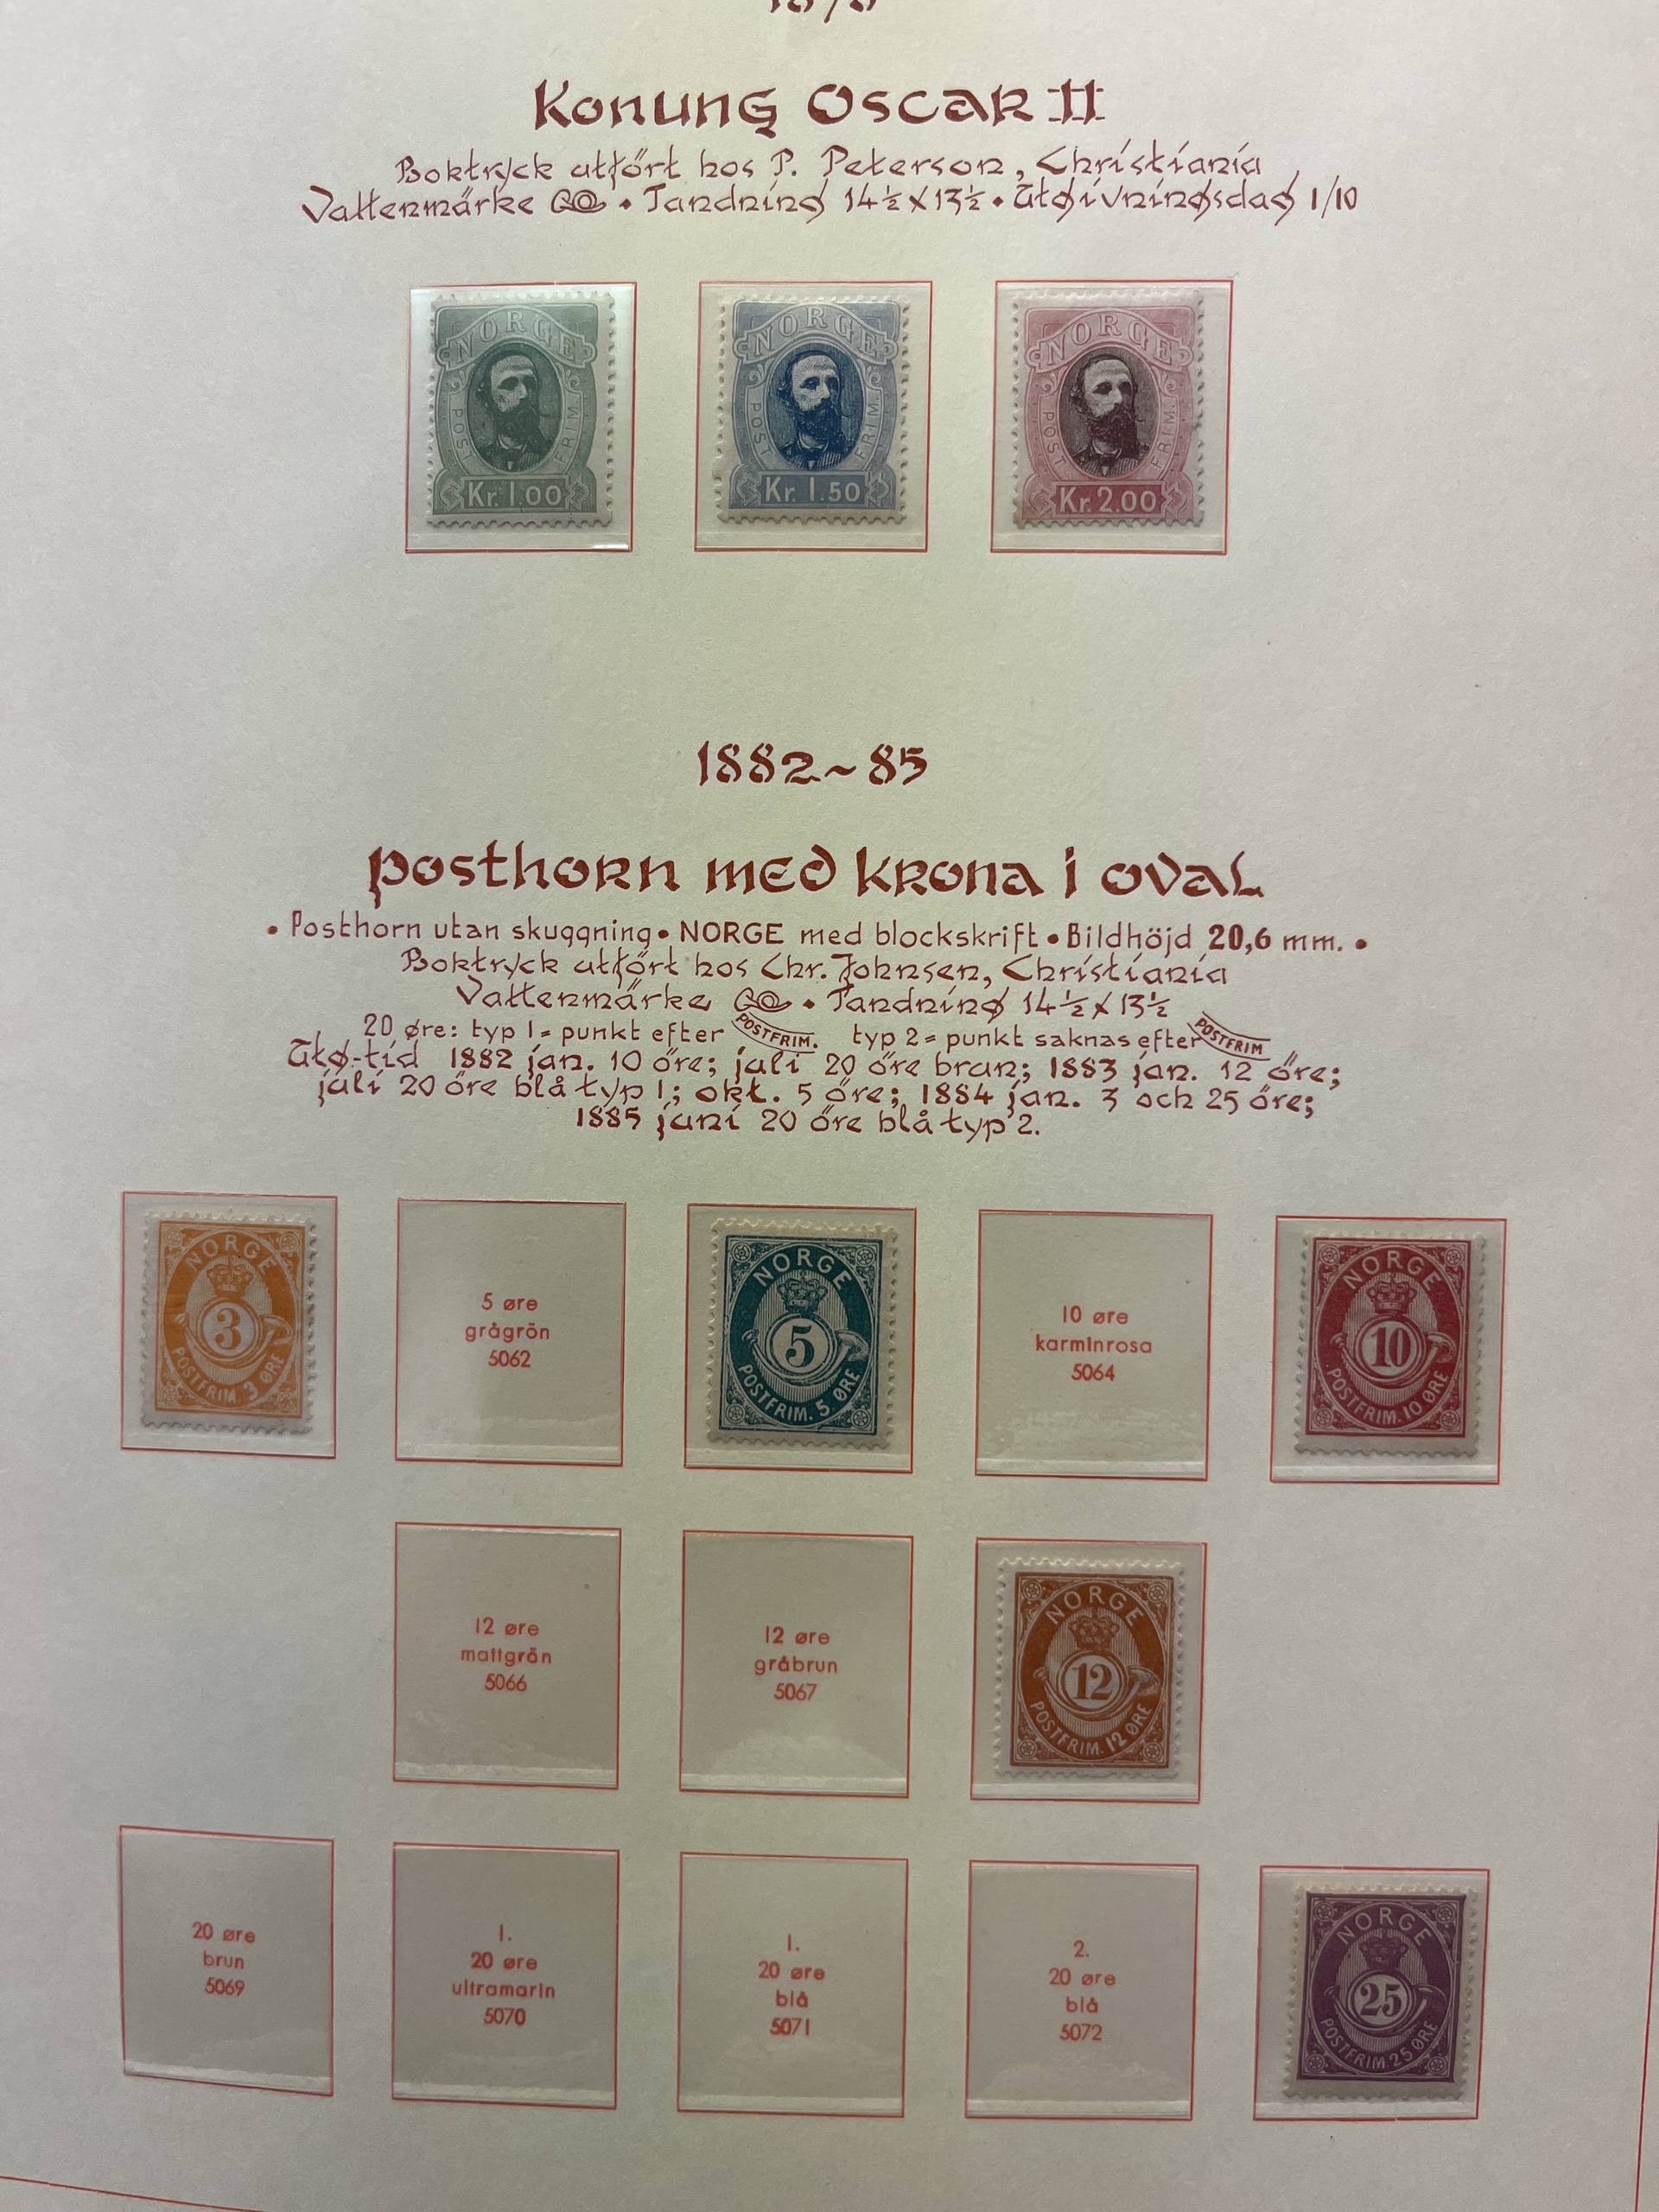 Konung Oscar II
Boktryck utfört hos P. Peterson, Christiania
Vattenmärke • Tandning 14½ x 13½ • Utgivningsdag 1/10
NORGE
POST FRIM.
Kr. 1.00
NORGE
POST FRIM.
Kr. 1.50
NORGE
POST FRIM.
Kr. 2.00
1882~85
Posthorn med krona i oval
• Posthorn utan skuggning • NORGE med blockskrift • Bildhöjd 20,6 mm. •
Boktryck utfört hos Chr. Johnsen, Christiania
Vattenmärke • Tandning 14½ x 13½
20 øre: typ 1 = punkt efter POSTFRIM. typ 2 = punkt saknas efter POSTFRIM
Utg-tid 1882 jan. 10 öre; juli 20 öre brun; 1883 jan. 12 öre;
juli 20 öre blå typ 1; okt. 5 öre; 1884 jan. 3 och 25 öre;
1885 juni 20 öre blå typ 2.
NORGE
3
POSTFRIM 3 ØRE
5 øre
grågrön
5062
NORGE
5
POSTFRIM. 5 ØRE
10 øre
karminrosa
5064
NORGE
10
POSTFRIM. 10 ØRE
12 øre
mattgrön
5066
12 øre
gråbrun
5067
NORGE
12
POSTFRIM. 12 ØRE
20 øre
brun
5069
1.
20 øre
ultramarin
5070
1.
20 øre
blå
5071
2.
20 øre
blå
5072
NORGE
25
POSTFRIM. 25 ØRE